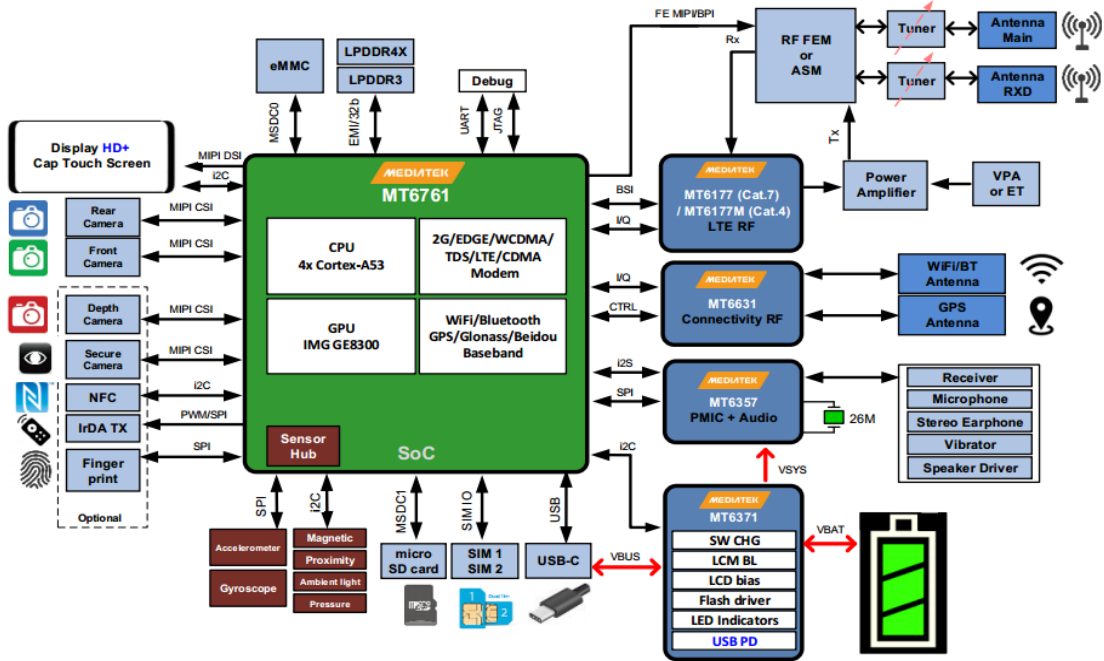 FE MIPI/BPI
Rx
RF FEM
or
ASM
Tuner
Antenna
Main
Tuner
Antenna
RXD
Tx
eMMC
LPDDR4X
LPDDR3
Debug
MSDC0
EMI/32b
UART
JTAG
Display HD+
Cap Touch Screen
MIPI DSI
i2C
Rear
Camera
MIPI CSI
Front
Camera
MIPI CSI
Depth
Camera
MIPI CSI
Secure
Camera
MIPI CSI
NFC
i2C
IrDA TX
PWM/SPI
Finger
print
SPI
Optional
MEDIATEK
MT6761
CPU
4x Cortex-A53
2G/EDGE/WCDMA/
TDS/LTE/CDMA
Modem
GPU
IMG GE8300
WiFi/Bluetooth
GPS/Glonass/Beidou
Baseband
Sensor
Hub
SoC
BSI
I/Q
MEDIATEK
MT6177 (Cat.7)
/ MT6177M (Cat.4)
LTE RF
Power
Amplifier
VPA
or ET
I/Q
CTRL
MEDIATEK
MT6631
Connectivity RF
WiFi/BT
Antenna
GPS
Antenna
i2S
SPI
MEDIATEK
MT6357
PMIC + Audio
26M
Receiver
Microphone
Stereo Earphone
Vibrator
Speaker Driver
i2C
VSYS
MEDIATEK
MT6371
SW CHG
LCM BL
LCD bias
Flash driver
LED Indicators
USB PD
VBUS
VBAT
SPI
i2C
MSDC1
SIM IO
USB
Accelerometer
Gyroscope
Magnetic
Proximity
Ambient light
Pressure
micro
SD card
SIM 1
SIM 2
USB-C
1
2